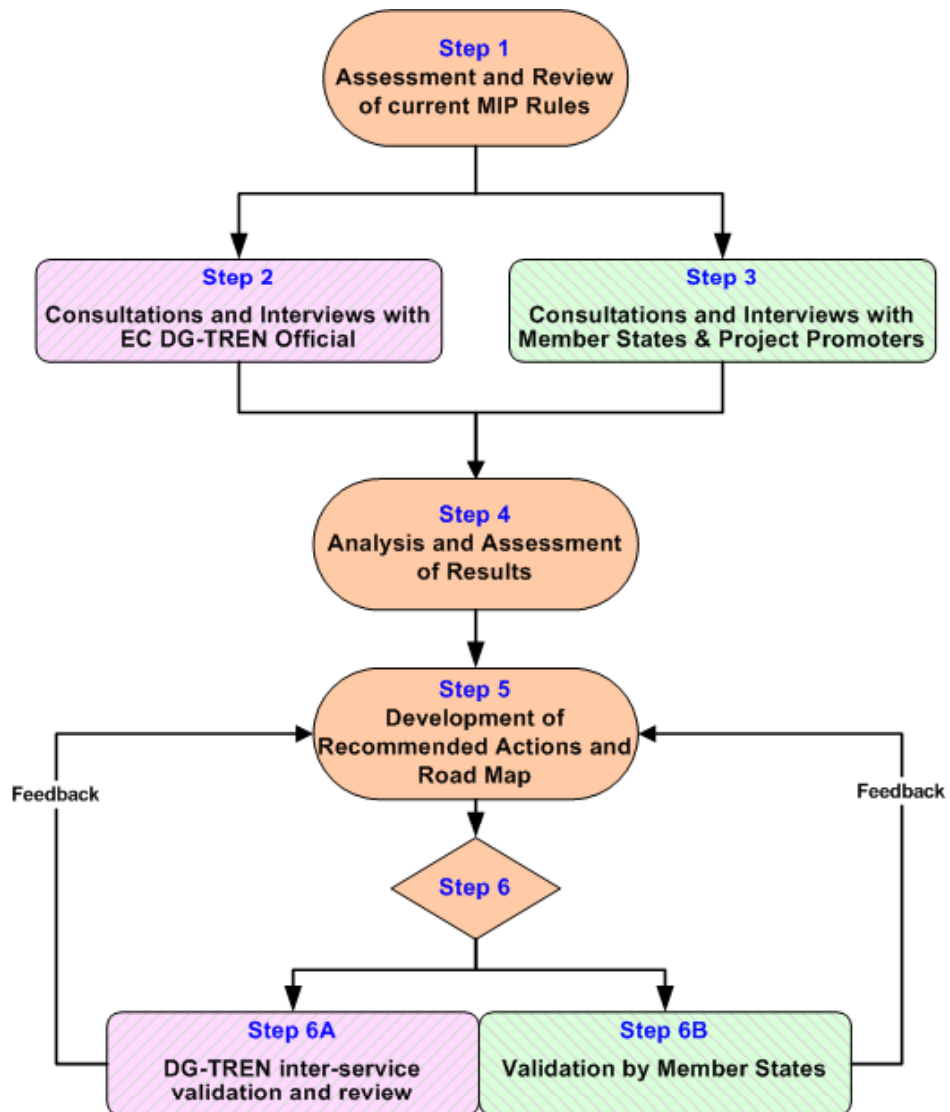 Step 1
Assessment and Review
of current MIP Rules
Step 2
Consultations and Interviews with
EC DG-TREN Official
Step 3
Consultations and Interviews with
Member States & Project Promoters
Step 4
Analysis and Assessment
of Results
Step 5
Development of
Recommended Actions and
Road Map
Feedback
Feedback
Step 6
Step 6A
DG-TREN inter-service
validation and review
Step 6B
Validation by Member States